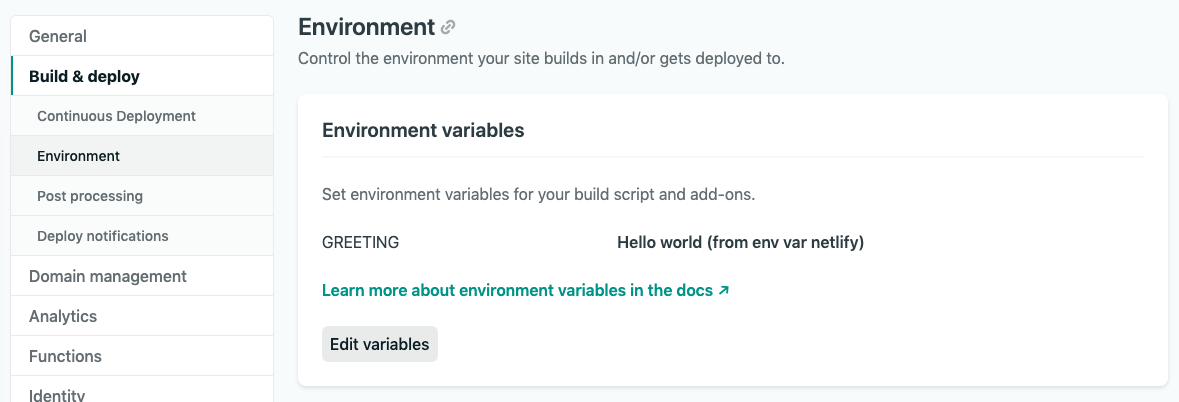 General
Build & deploy
Continuous Deployment
Environment
Post processing
Deploy notifications
Domain management
Analytics
Functions
Identity
Environment
Control the environment your site builds in and/or gets deployed to.
Environment variables
Set environment variables for your build script and add-ons.
GREETING Hello world (from env var netlify)
Learn more about environment variables in the docs ↗
Edit variables